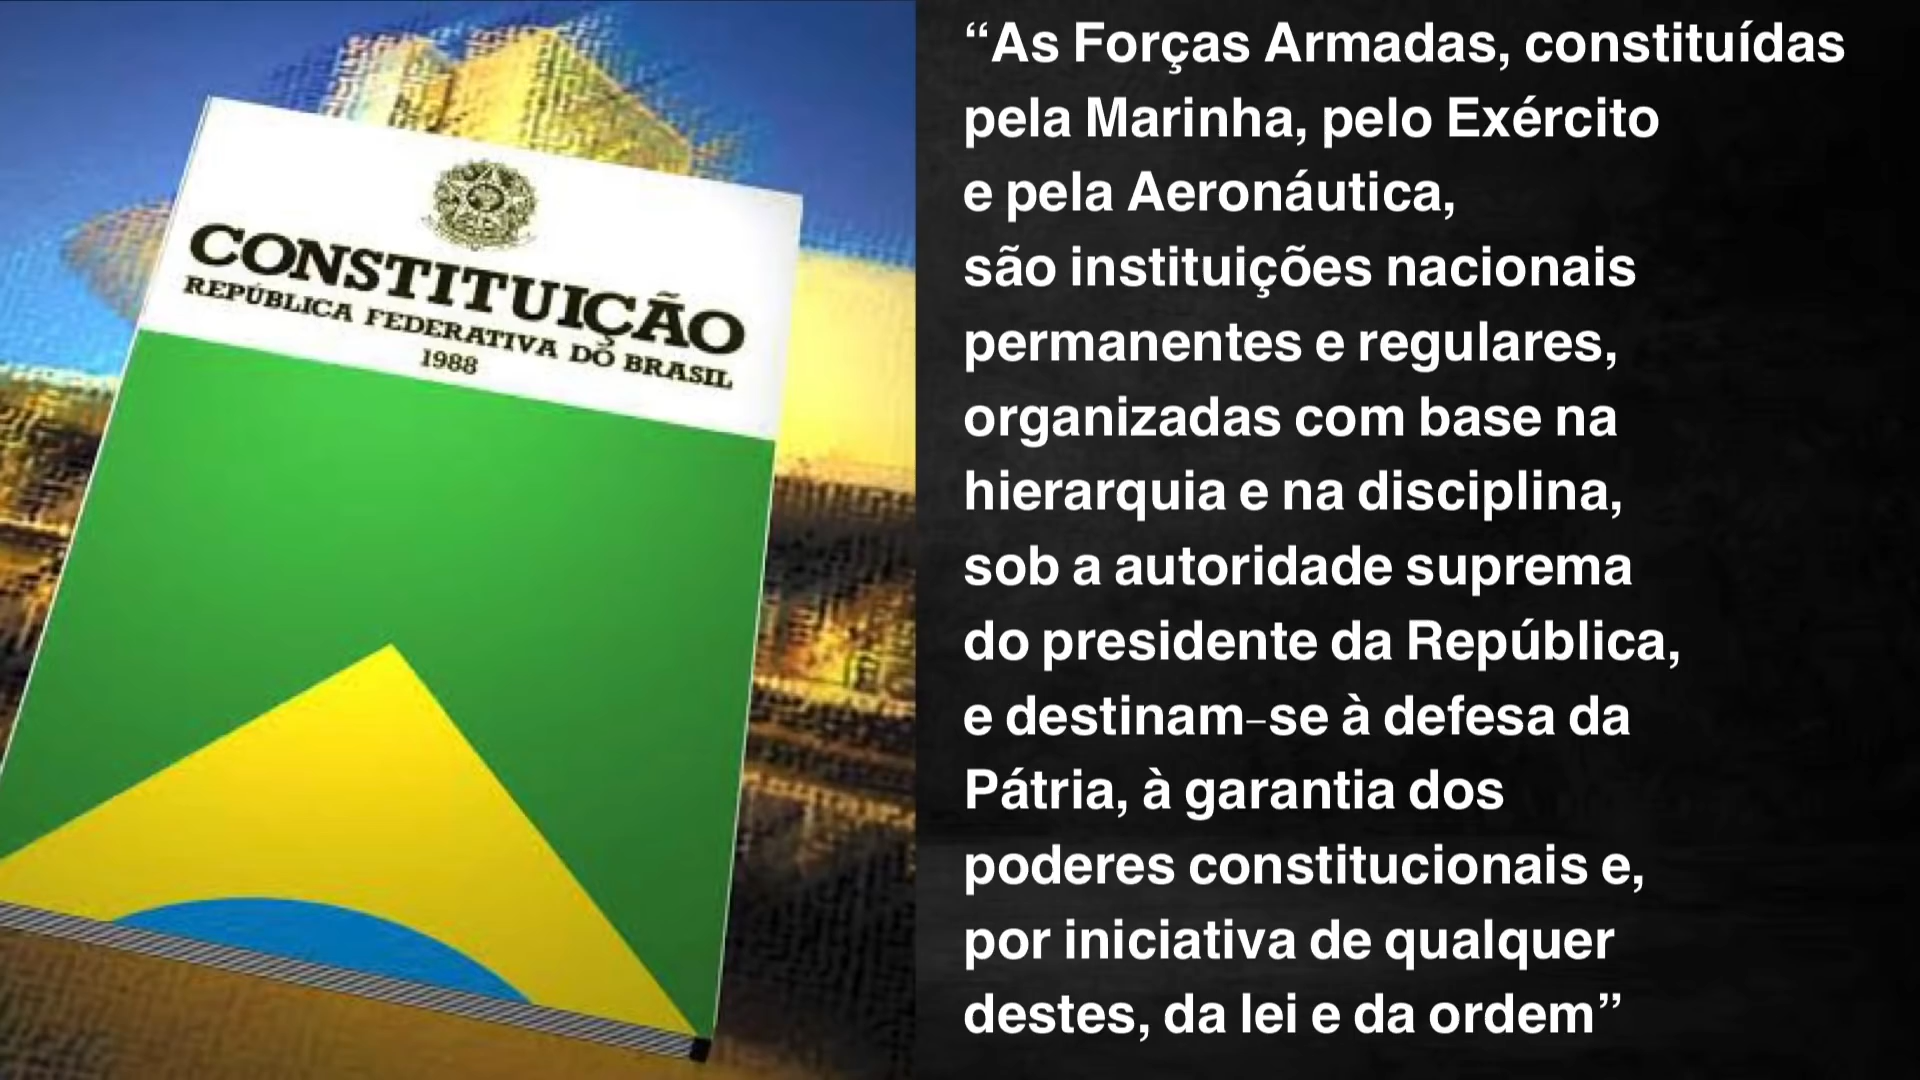 CONSTITUIÇÃO
REPÚBLICA FEDERATIVA DO BRASIL
1988
“As Forças Armadas, constituídas
pela Marinha, pelo Exército
e pela Aeronáutica,
são instituições nacionais
permanentes e regulares,
organizadas com base na
hierarquia e na disciplina,
sob a autoridade suprema
do presidente da República,
e destinam-se à defesa da
Pátria, à garantia dos
poderes constitucionais e,
por iniciativa de qualquer
destes, da lei e da ordem”